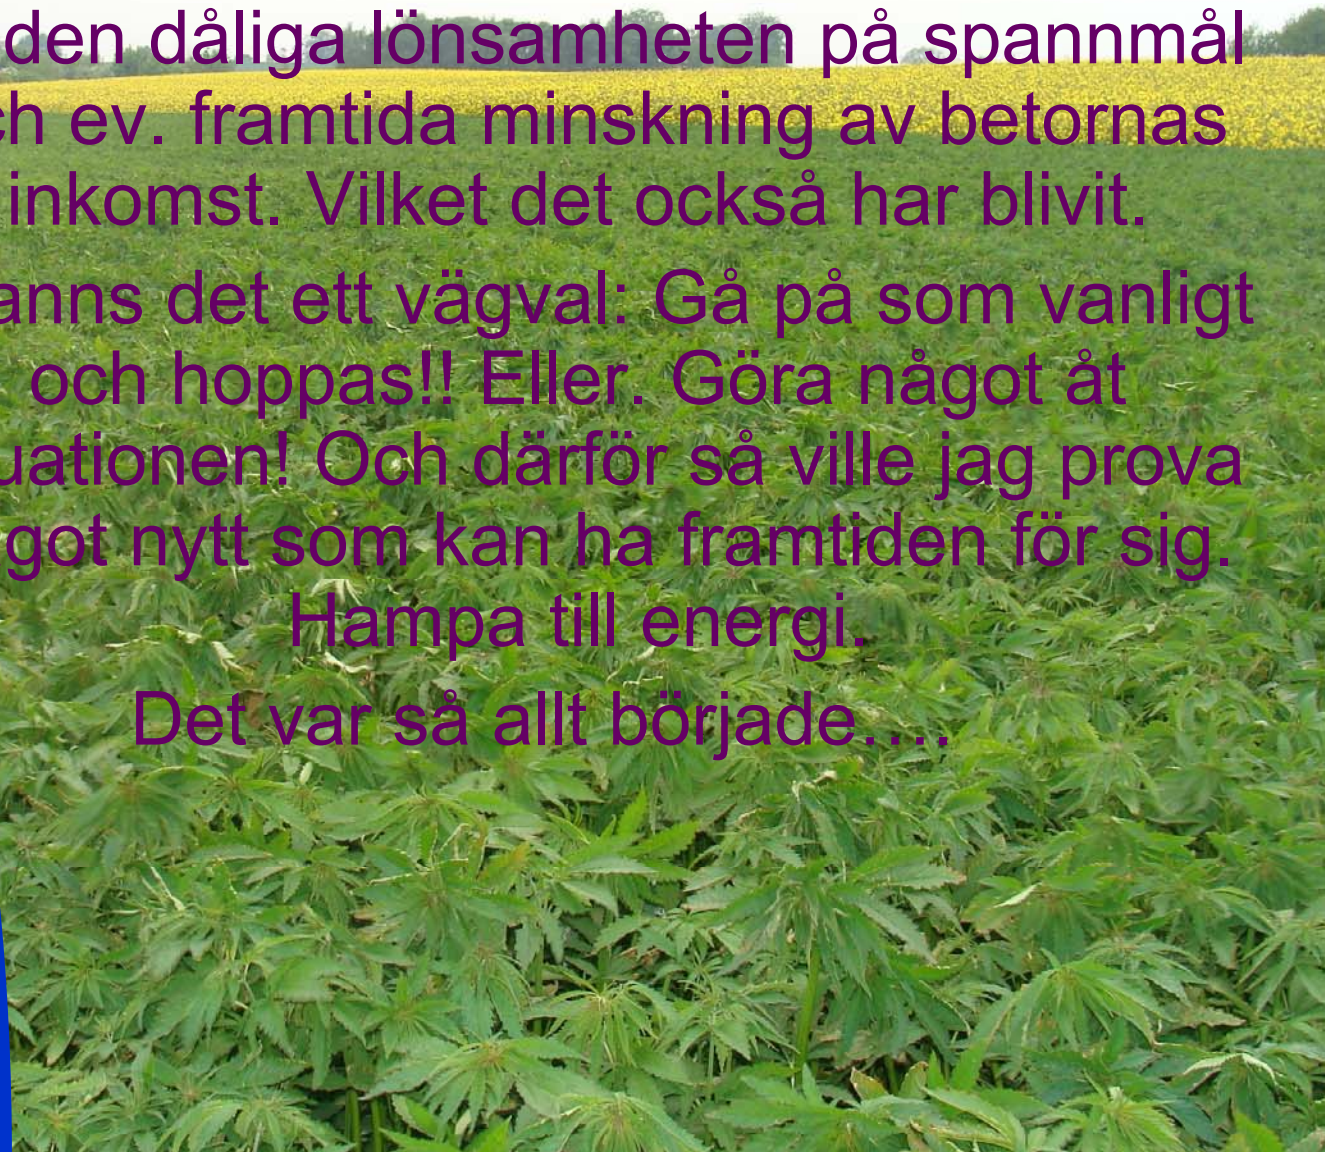 den dåliga lönsamheten på spannmål
ch ev. framtida minskning av betornas
inkomst. Vilket det också har blivit.
anns det ett vägval: Gå på som vanligt
och hoppas!! Eller. Göra något åt
uationen! Och därför så ville jag prova
got nytt som kan ha framtiden för sig.
Hampa till energi.
Det var så allt började….